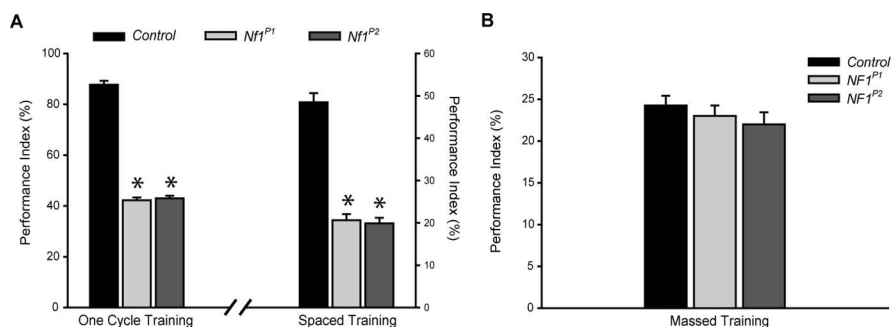 A
Control
Nf1P1
Nf1P2
Performance Index (%)
100
80
60
40
20
0
One Cycle Training
Spaced Training
60
50
40
30
20
10
0
Performance Index (%)
*
*
*
*
B
Control
NF1P1
NF1P2
Performance Index (%)
30
25
20
15
10
5
0
Massed Training